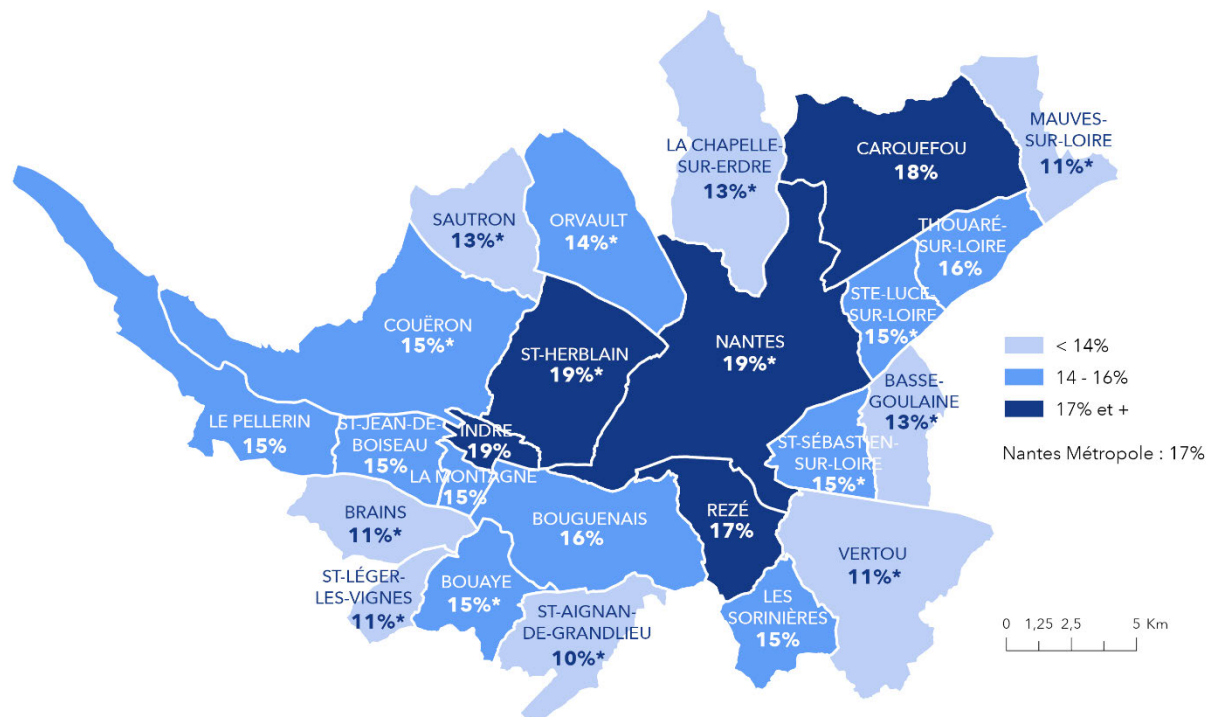 LA CHAPELLE-
SUR-ERDRE
13%*
CARQUEFOU
18%
MAUVES-
SUR-LOIRE
11%*
SAUTRON
13%*
ORVAULT
14%*
THOUARÉ-
SUR-LOIRE
16%
STE-LUCE-
SUR-LOIRE
15%*
COUËRON
15%*
ST-HERBLAIN
19%*
NANTES
19%*
BASSE-
GOULAINE
13%*
LE PELLERIN
15%
ST-JEAN-DE-
BOISEAU
15%
INDRE
19%
LA MONTAGNE
15%
ST-SÉBASTIEN-
SUR-LOIRE
15%*
BRAINS
11%*
BOUGUENAIS
16%
REZÉ
17%
VERTOU
11%*
ST-LÉGER-
LES-VIGNES
11%*
BOUAYE
15%*
ST-AIGNAN-
DE-GRANDLIEU
10%*
LES
SORINIÈRES
15%
< 14%
14 - 16%
17% et +
Nantes Métropole : 17%
0 1,25 2,5 5 Km